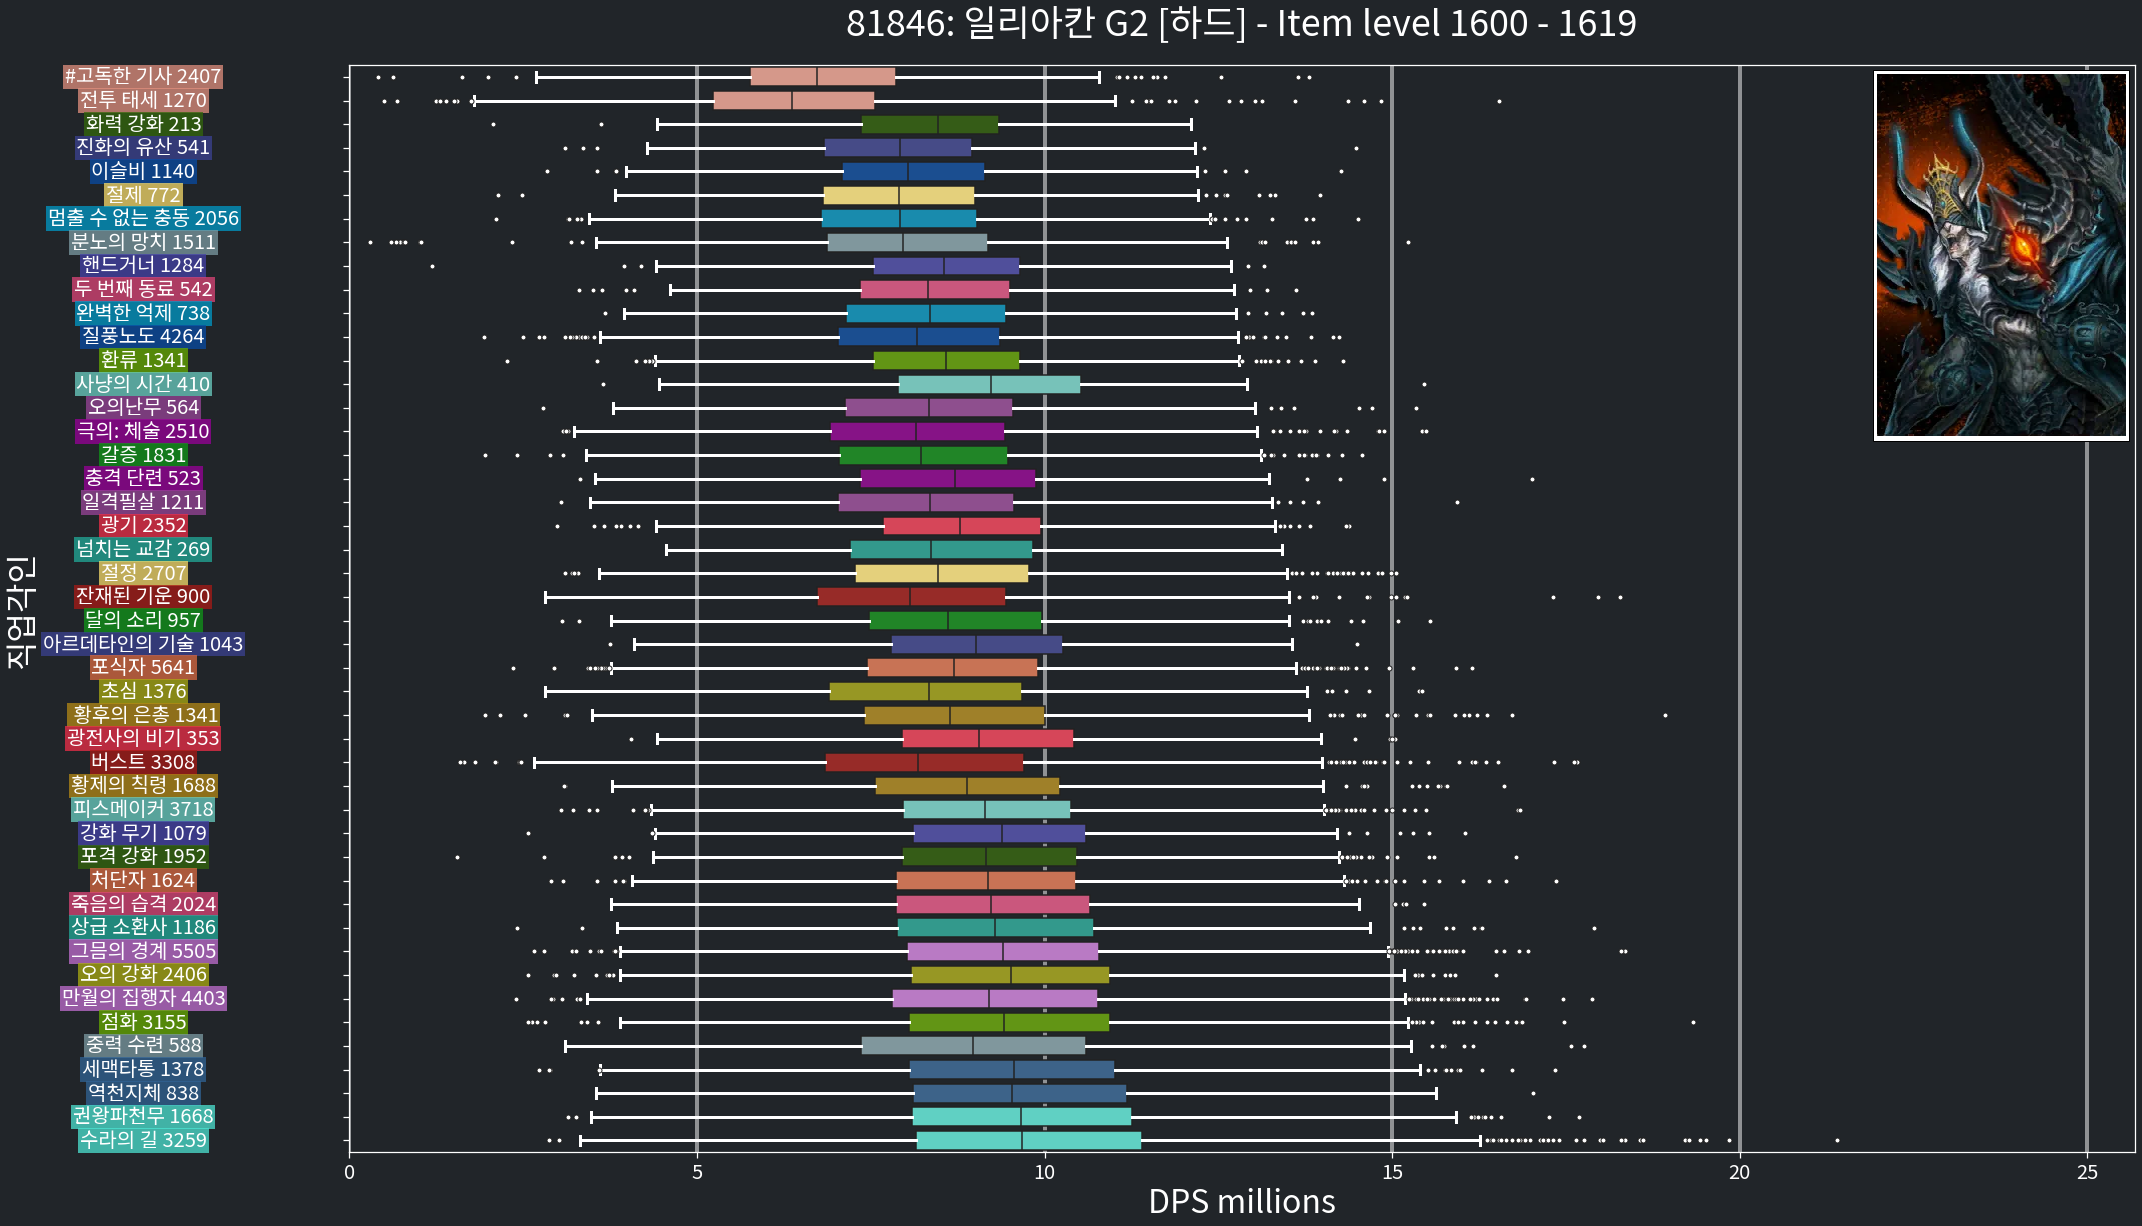 81846: 일리아칸 G2 [하드] - Item level 1600 - 1619
#고독한 기사 2407
전투 태세 1270
화력 강화 213
진화의 유산 541
이슬비 1140
절제 772
멈출 수 없는 충동 2056
분노의 망치 1511
핸드거너 1284
두 번째 동료 542
완벽한 억제 738
질풍노도 4264
환류 1341
사냥의 시간 410
오의난무 564
극의: 체술 2510
갈증 1831
충격 단련 523
일격필살 1211
광기 2352
넘치는 교감 269
절정 2707
잔재된 기운 900
달의 소리 957
아르데타인의 기술 1043
포식자 5641
초심 1376
황후의 은총 1341
광전사의 비기 353
버스트 3308
황제의 칙령 1688
피스메이커 3718
강화 무기 1079
포격 강화 1952
처단자 1624
죽음의 습격 2024
상급 소환사 1186
그믐의 경계 5505
오의 강화 2406
만월의 집행자 4403
점화 3155
중력 수련 588
세맥타통 1378
역천지체 838
권왕파천무 1668
수라의 길 3259
직업각인
0 5 10 15 20 25
DPS millions